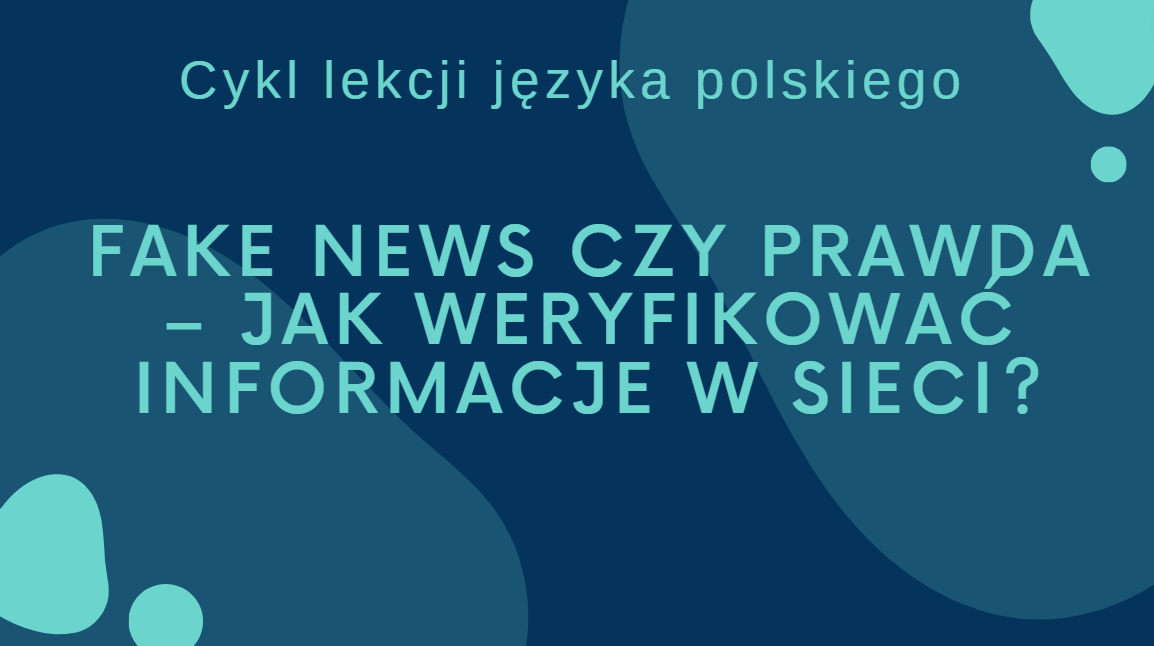 Cykl lekcji języka polskiego
FAKE NEWS CZY PRAWDA
– JAK WERYFIKOWAĆ
INFORMACJE W SIECI?